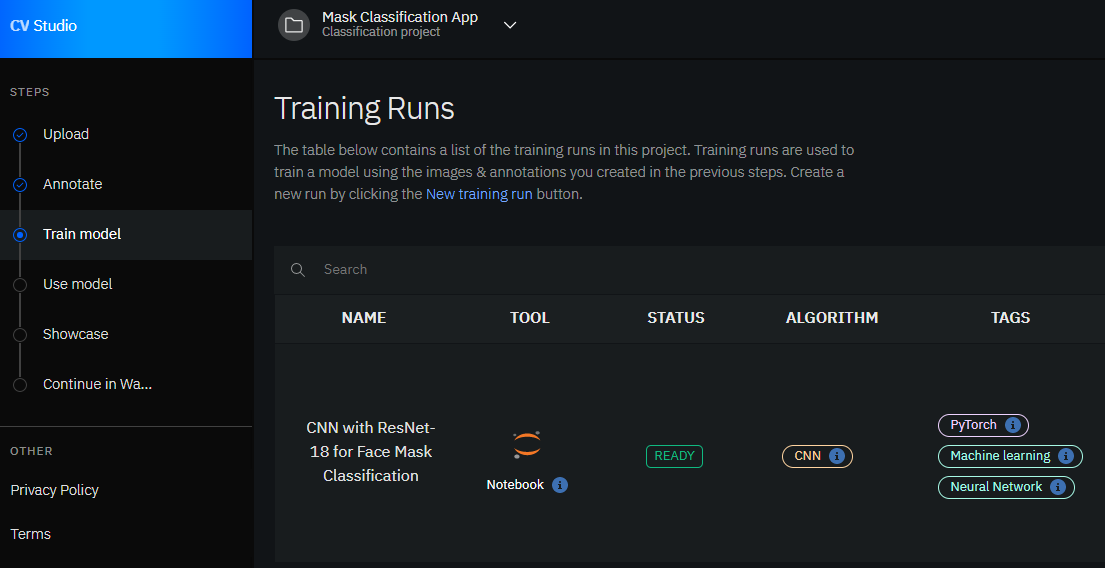 CV Studio
Mask Classification App
Classification project
STEPS
Upload
Annotate
Train model
Use model
Showcase
Continue in Wa...
OTHER
Privacy Policy
Terms
Training Runs
The table below contains a list of the training runs in this project. Training runs are used to
train a model using the images & annotations you created in the previous steps. Create a
new run by clicking the New training run button.
Search
NAME TOOL STATUS ALGORITHM TAGS
CNN with ResNet-
18 for Face Mask
Classification
Notebook i
READY
CNN i
PyTorch i
Machine learning i
Neural Network i